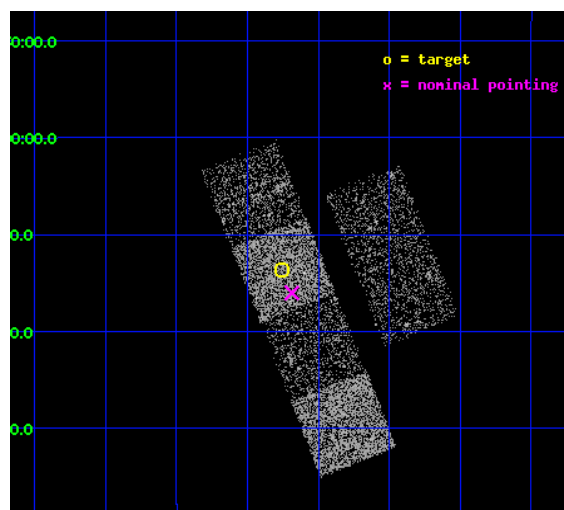 0:00.0
o = target
x = nominal pointing
0:00.0
0.0
0.0
0.0